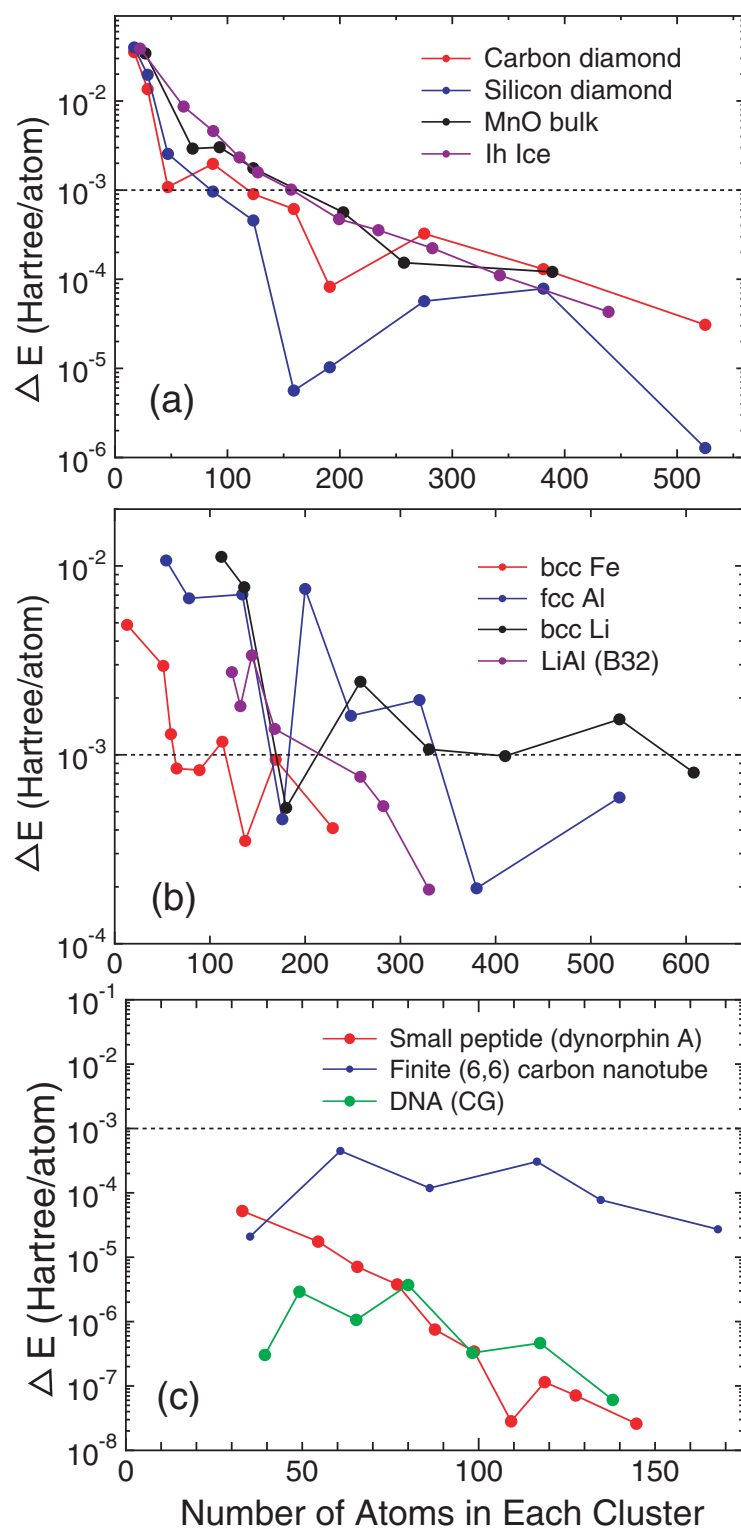 Carbon diamond
Silicon diamond
MnO bulk
Ih Ice
10-2
10-3
10-4
10-5
10-6
Δ E (Hartree/atom)
(a)
0 100 200 300 400 500
bcc Fe
fcc Al
bcc Li
LiAl (B32)
10-2
10-3
10-4
ΔE (Hartree/atom)
(b)
0 100 200 300 400 500 600
10-1
10-2
10-3
10-4
10-5
10-6
10-7
10-8
Small peptide (dynorphin A)
Finite (6,6) carbon nanotube
DNA (CG)
Δ E (Hartree/atom)
(c)
0 50 100 150
Number of Atoms in Each Cluster